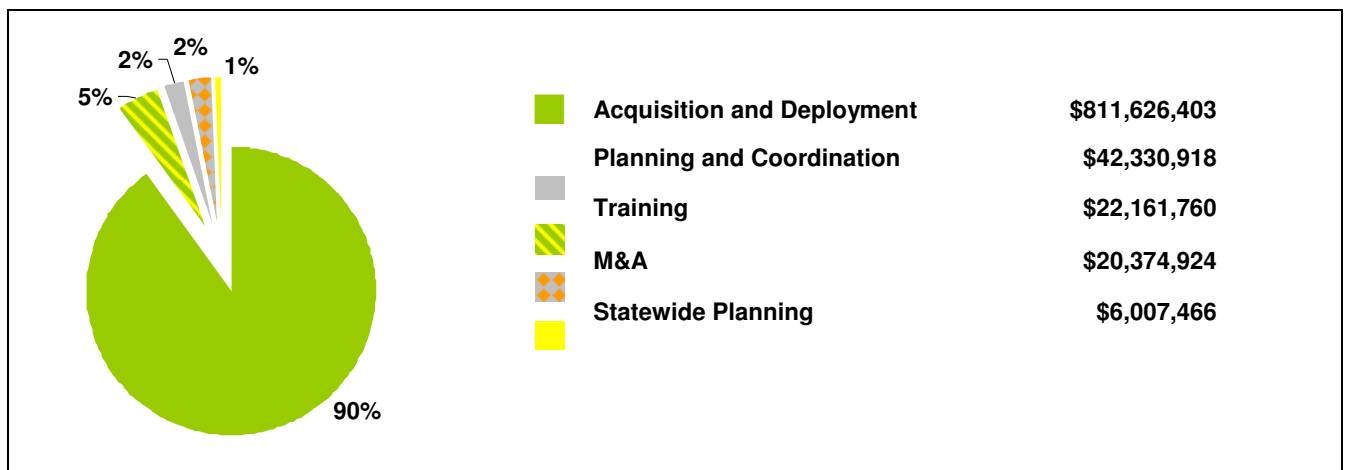 2%
2%
1%
5%
90%
Acquisition and Deployment $811,626,403
Planning and Coordination $42,330,918
Training $22,161,760
M&A $20,374,924
Statewide Planning $6,007,466